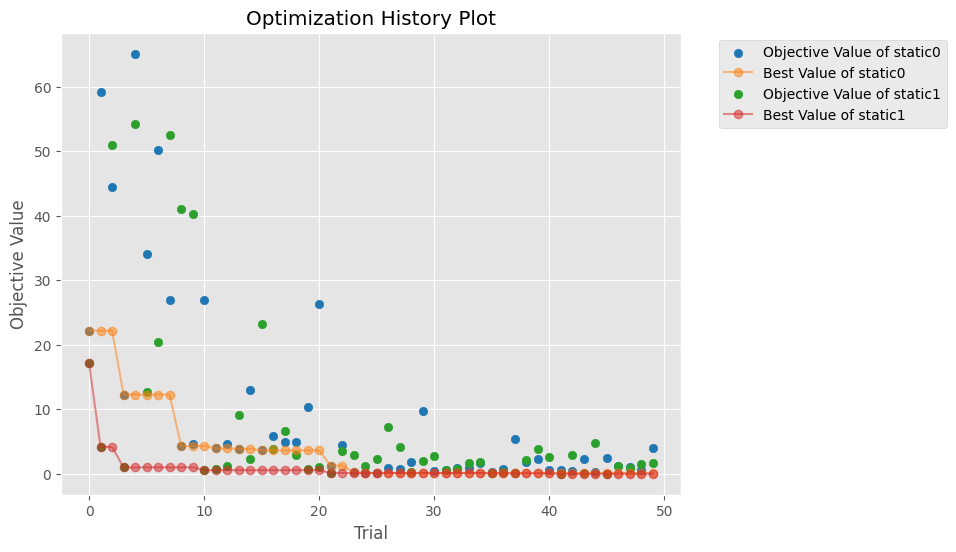 Optimization History Plot
Objective Value of static0
Best Value of static0
Objective Value of static1
Best Value of static1
Objective Value
60
50
40
30
20
10
0
0 10 20 30 40 50
Trial